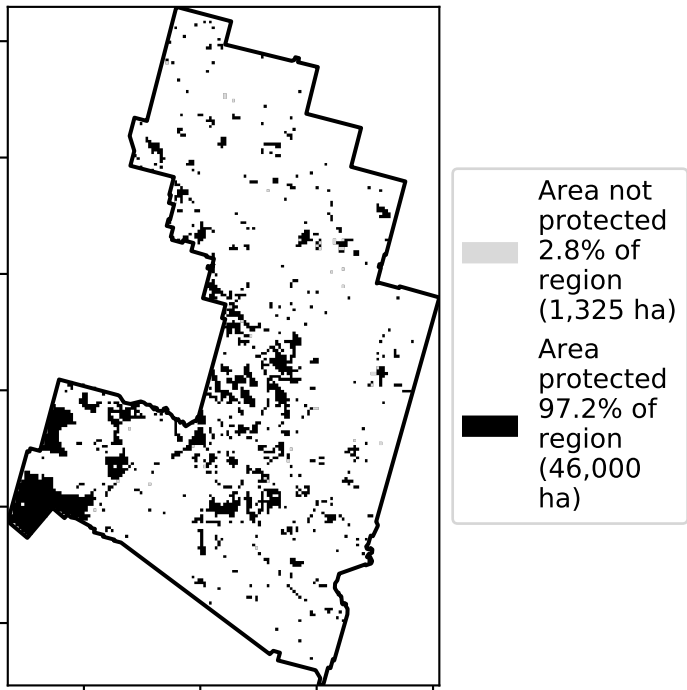 Area not
protected
2.8% of
region
(1,325 ha)
Area
protected
97.2% of
region
(46,000
ha)